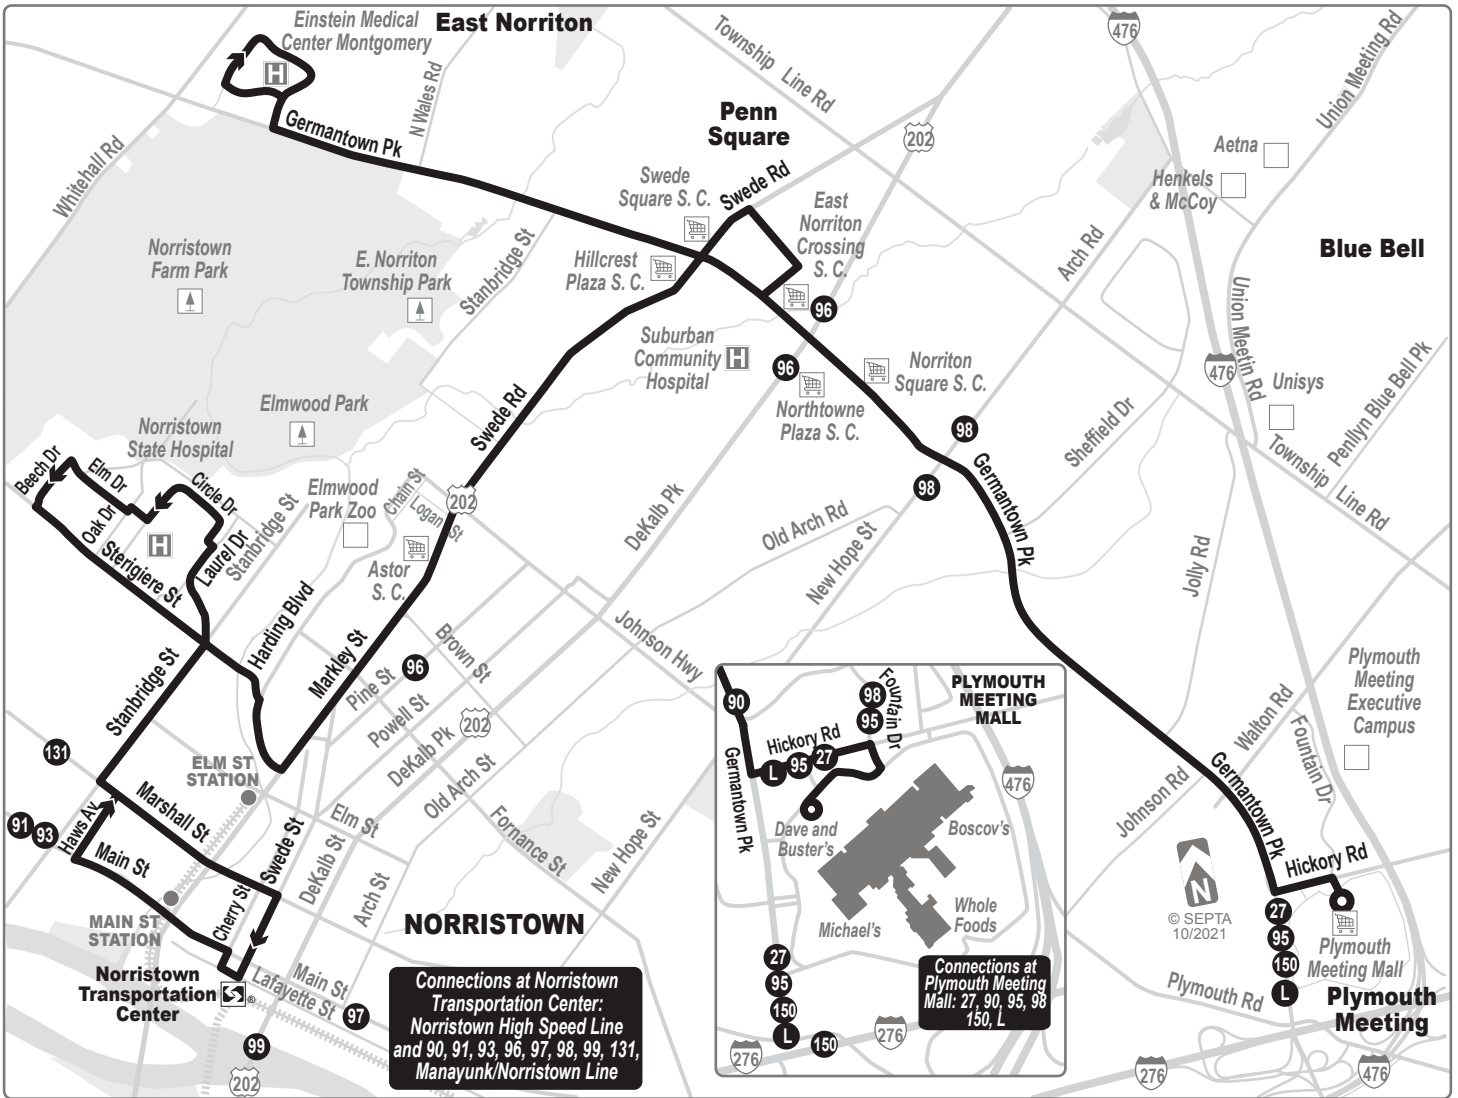 Einstein Medical
Center Montgomery
East Norriton
476
Union Meeting Rd
Township Line Rd
N Wales Rd
Germantown Pk
Whitehall Rd
Penn
Square
202
Aetna
Henkels
& McCoy
Swede
Square S. C.
Swede Rd
East
Norriton
Crossing
S. C.
Arch Rd
Blue Bell
Norristown
Farm Park
E. Norriton
Township Park
Stanbridge St
Hillcrest
Plaza S. C.
96
Union Meetin Rd
Suburban
Community
Hospital
H
H
96
Northtowne
Plaza S. C.
Norriton
Square S. C.
476
Unisys
Penllyn Blue Bell Pk
Elmwood Park
Norristown
State Hospital
Swede Rd
98
98
Sheffield Dr
Township Line Rd
Beech Dr
Elm Dr
Circle Dr
Oak Dr
H
Laurel Dr
Stanbridge St
Sterigiere St
Elmwood
Park Zoo
Chain St
Logan St
202
Astor
S. C.
DeKalb Pk
Old Arch Rd
New Hope St
Germantown Pk
Jolly Rd
Harding Blvd
Markley St
Stanbridge St
Brown St
Johnson Hwy
96
Pine St
Powell St
DeKalb Pk
202
Old Arch St
131
ELM ST
STATION
Marshall St
Haws Av
91
93
Main St
Swede St
Cherry St
Elm St
DeKalb St
Arch St
Fornance St
New Hope St
MAIN ST
STATION
NORRISTOWN
Norristown
Transportation
Center
S
®
Main St
Lafayette St
97
99
202
Connections at Norristown
Transportation Center:
Norristown High Speed Line
and 90, 91, 93, 96, 97, 98, 99, 131,
Manayunk/Norristown Line
PLYMOUTH
MEETING
MALL
90
Hickory Rd
98
95
Fountain Dr
L
95
27
Germantown Pk
476
Dave and
Buster's
Boscov's
Michael's
Whole
Foods
27
95
150
L
150
276
276
Connections at
Plymouth Meeting
Mall: 27, 90, 95, 98
150, L
Plymouth
Meeting
Executive
Campus
Walton Rd
Fountain Dr
Johnson Rd
Germantown Pk
Hickory Rd
N
© SEPTA
10/2021
27
95
150
L
Plymouth
Meeting Mall
Plymouth Rd
Plymouth
Meeting
276
476